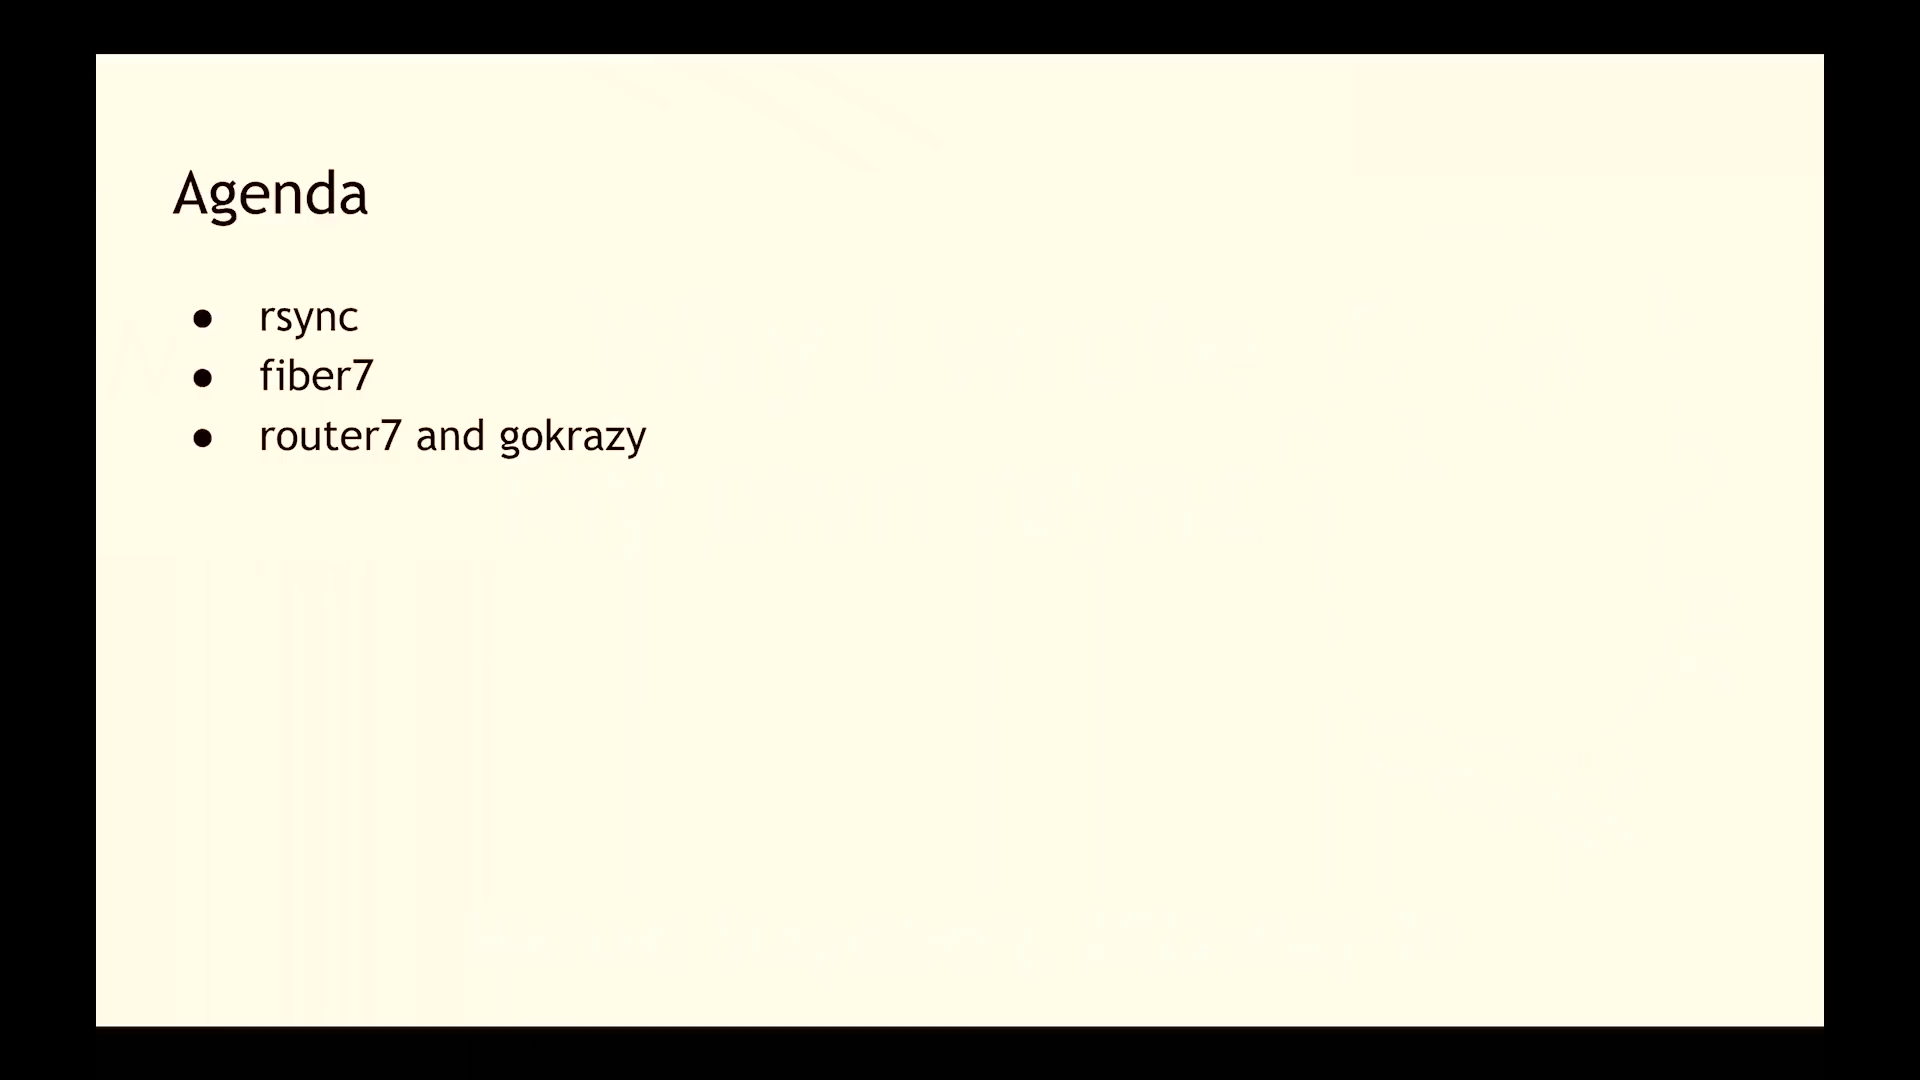 Agenda
● rsync
● fiber7
● router7 and gokrazy